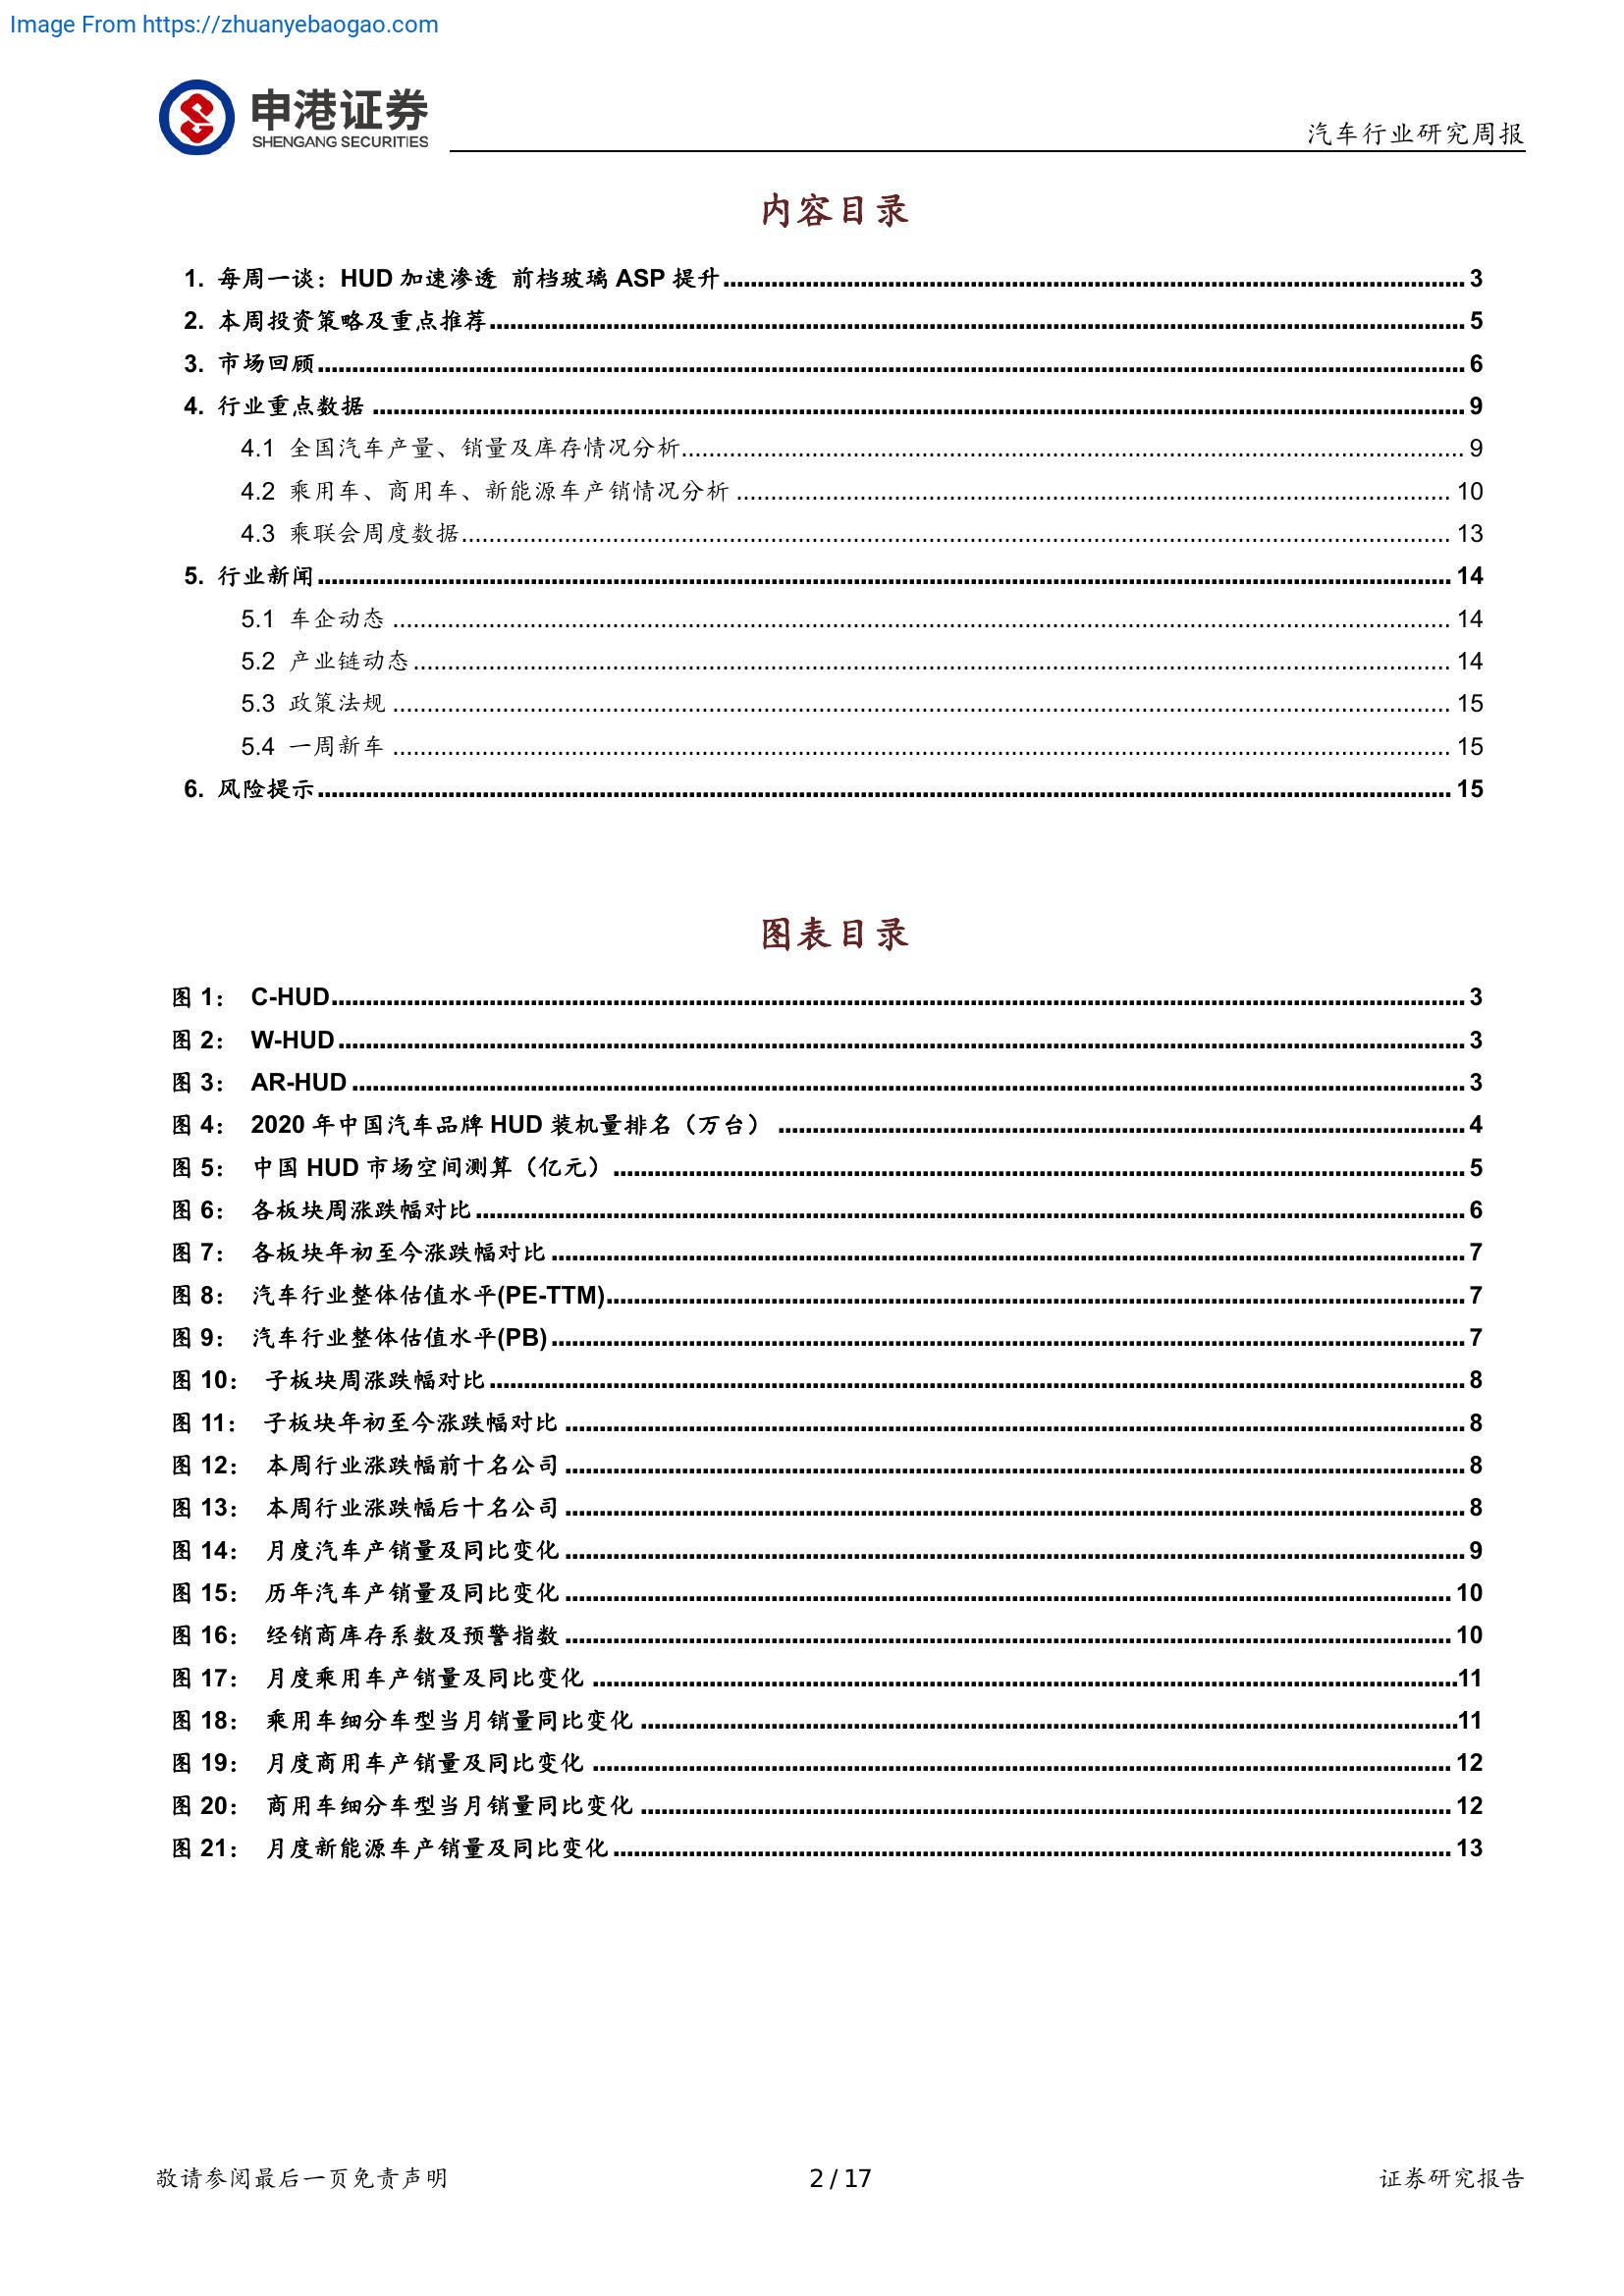 Image From https://zhuanyebaogao.com
申港证券
SHENGANG SECURITIES
汽车行业研究周报
内容目录
1. 每周一谈：HUD 加速渗透 前档玻璃 ASP 提升 3
2. 本周投资策略及重点推荐 5
3. 市场回顾 6
4. 行业重点数据 9
4.1 全国汽车产量、销量及库存情况分析 9
4.2 乘用车、商用车、新能源车产销情况分析 10
4.3 乘联会周度数据 13
5. 行业新闻 14
5.1 车企动态 14
5.2 产业链动态 14
5.3 政策法规 15
5.4 一周新车 15
6. 风险提示 15
图表目录
图 1： C-HUD 3
图 2： W-HUD 3
图 3： AR-HUD 3
图 4： 2020 年中国汽车品牌 HUD 装机量排名（万台） 4
图 5： 中国 HUD 市场空间测算（亿元） 5
图 6： 各板块周涨跌幅对比 6
图 7： 各板块年初至今涨跌幅对比 7
图 8： 汽车行业整体估值水平(PE-TTM) 7
图 9： 汽车行业整体估值水平(PB) 7
图 10： 子板块周涨跌幅对比 8
图 11： 子板块年初至今涨跌幅对比 8
图 12： 本周行业涨跌幅前十名公司 8
图 13： 本周行业涨跌幅后十名公司 8
图 14： 月度汽车产销量及同比变化 9
图 15： 历年汽车产销量及同比变化 10
图 16： 经销商库存系数及预警指数 10
图 17： 月度乘用车产销量及同比变化 11
图 18： 乘用车细分车型当月销量同比变化 11
图 19： 月度商用车产销量及同比变化 12
图 20： 商用车细分车型当月销量同比变化 12
图 21： 月度新能源车产销量及同比变化 13
敬请参阅最后一页免责声明 2 / 17 证券研究报告